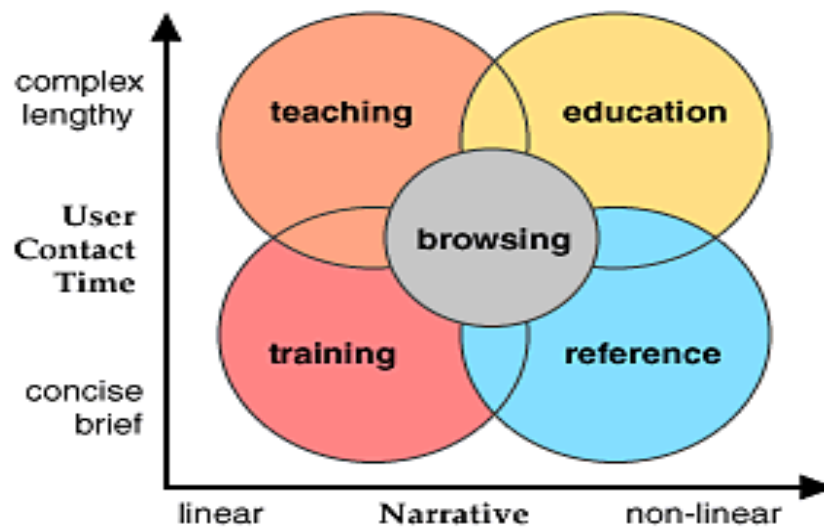 complex
lengthy
teaching
education
User
Contact
Time
browsing
training
reference
concise
brief
linear
Narrative
non-linear